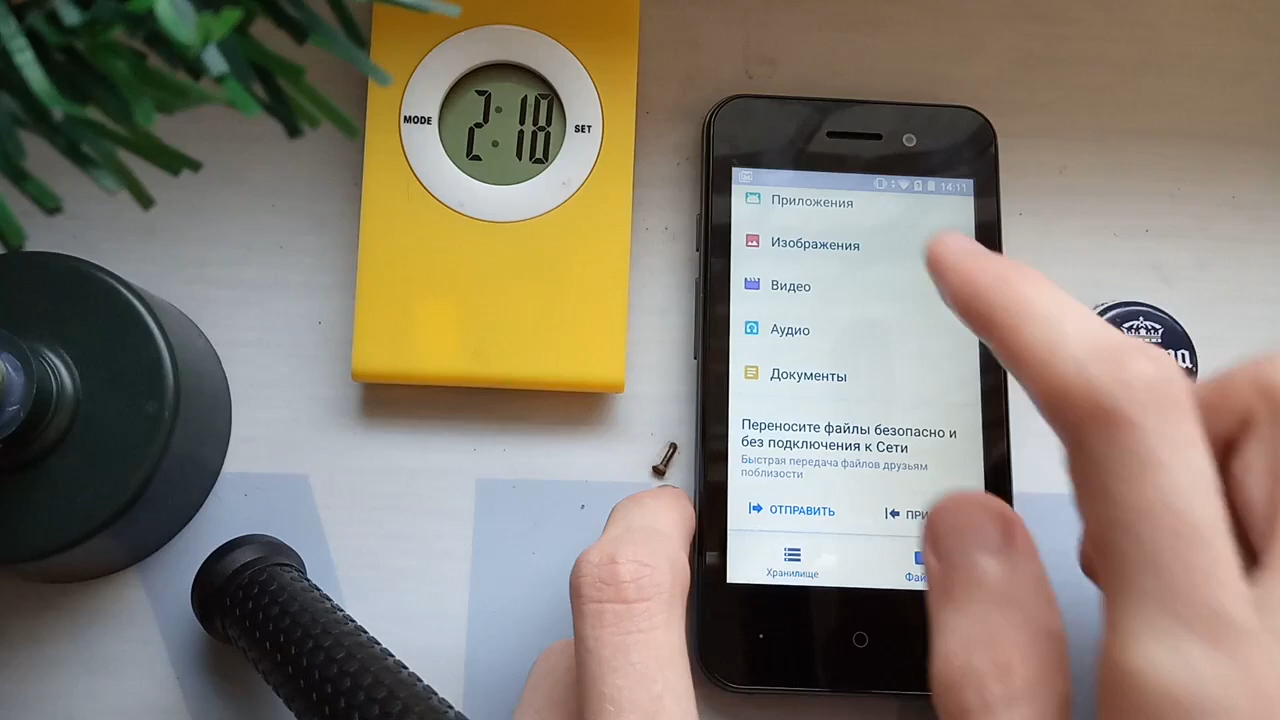 MODE
2:18
SET
14:11
Приложения
Изображения
Видео
Аудио
Документы
Переносите файлы безопасно и
без подключения к Сети
Быстрая передача файлов друзьям
поблизости
ОТПРАВИТЬ
Хранилище